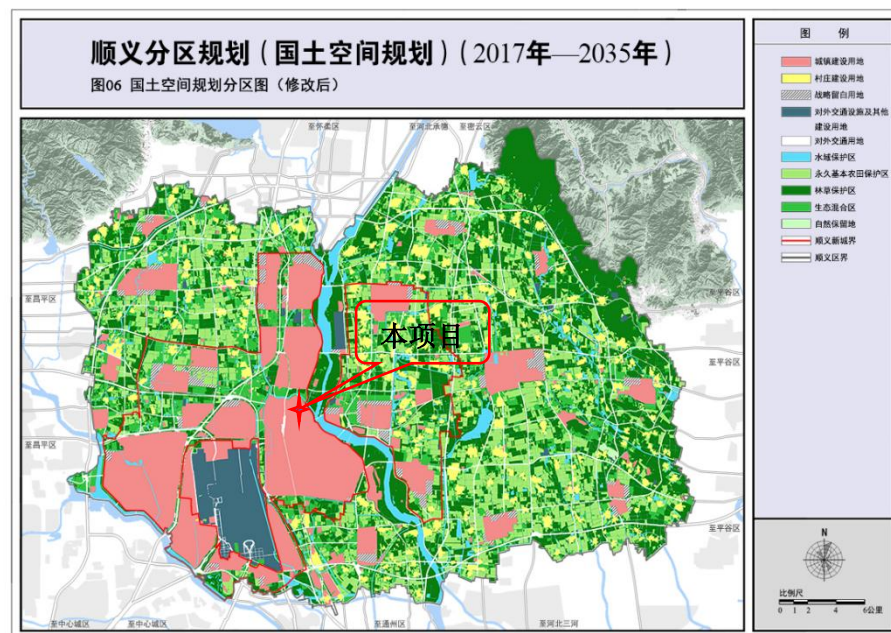 顺义分区规划（国土空间规划）（2017年—2035年）
图06 国土空间规划分区图（修改后）
图 例
城镇建设用地
村庄建设用地
战略留白用地
对外交通设施及其他
建设用地
对外交通用地
水域保护区
永久基本农田保护区
林草保护区
生态混合区
自然保留地
顺义新城界
顺义区界
至怀柔区
至河北承德
至密云区
至昌平区
至平谷区
本项目
至平谷区
至昌平区
至平谷区
至中心城区
至中心城区
至通州区
至河北三河
N
比例尺
0 1 2 4 6公里